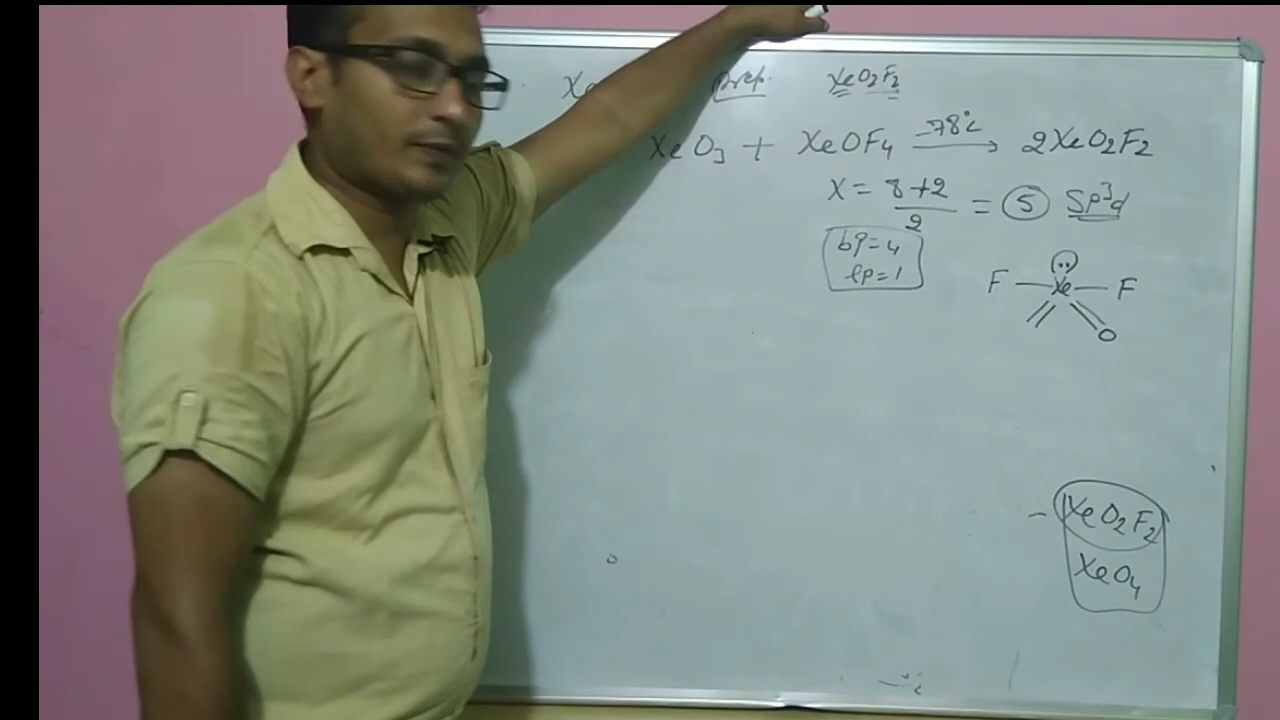 Xe prep. XeO₂F₂
XeO₃ + XeOF₄ —-78°C→ 2XeO₂F₂
X = 8+2/2 = 5 Sp³d
bp=4
lp=1
F — Xe — F
O
- XeO₂F₂
XeO₄